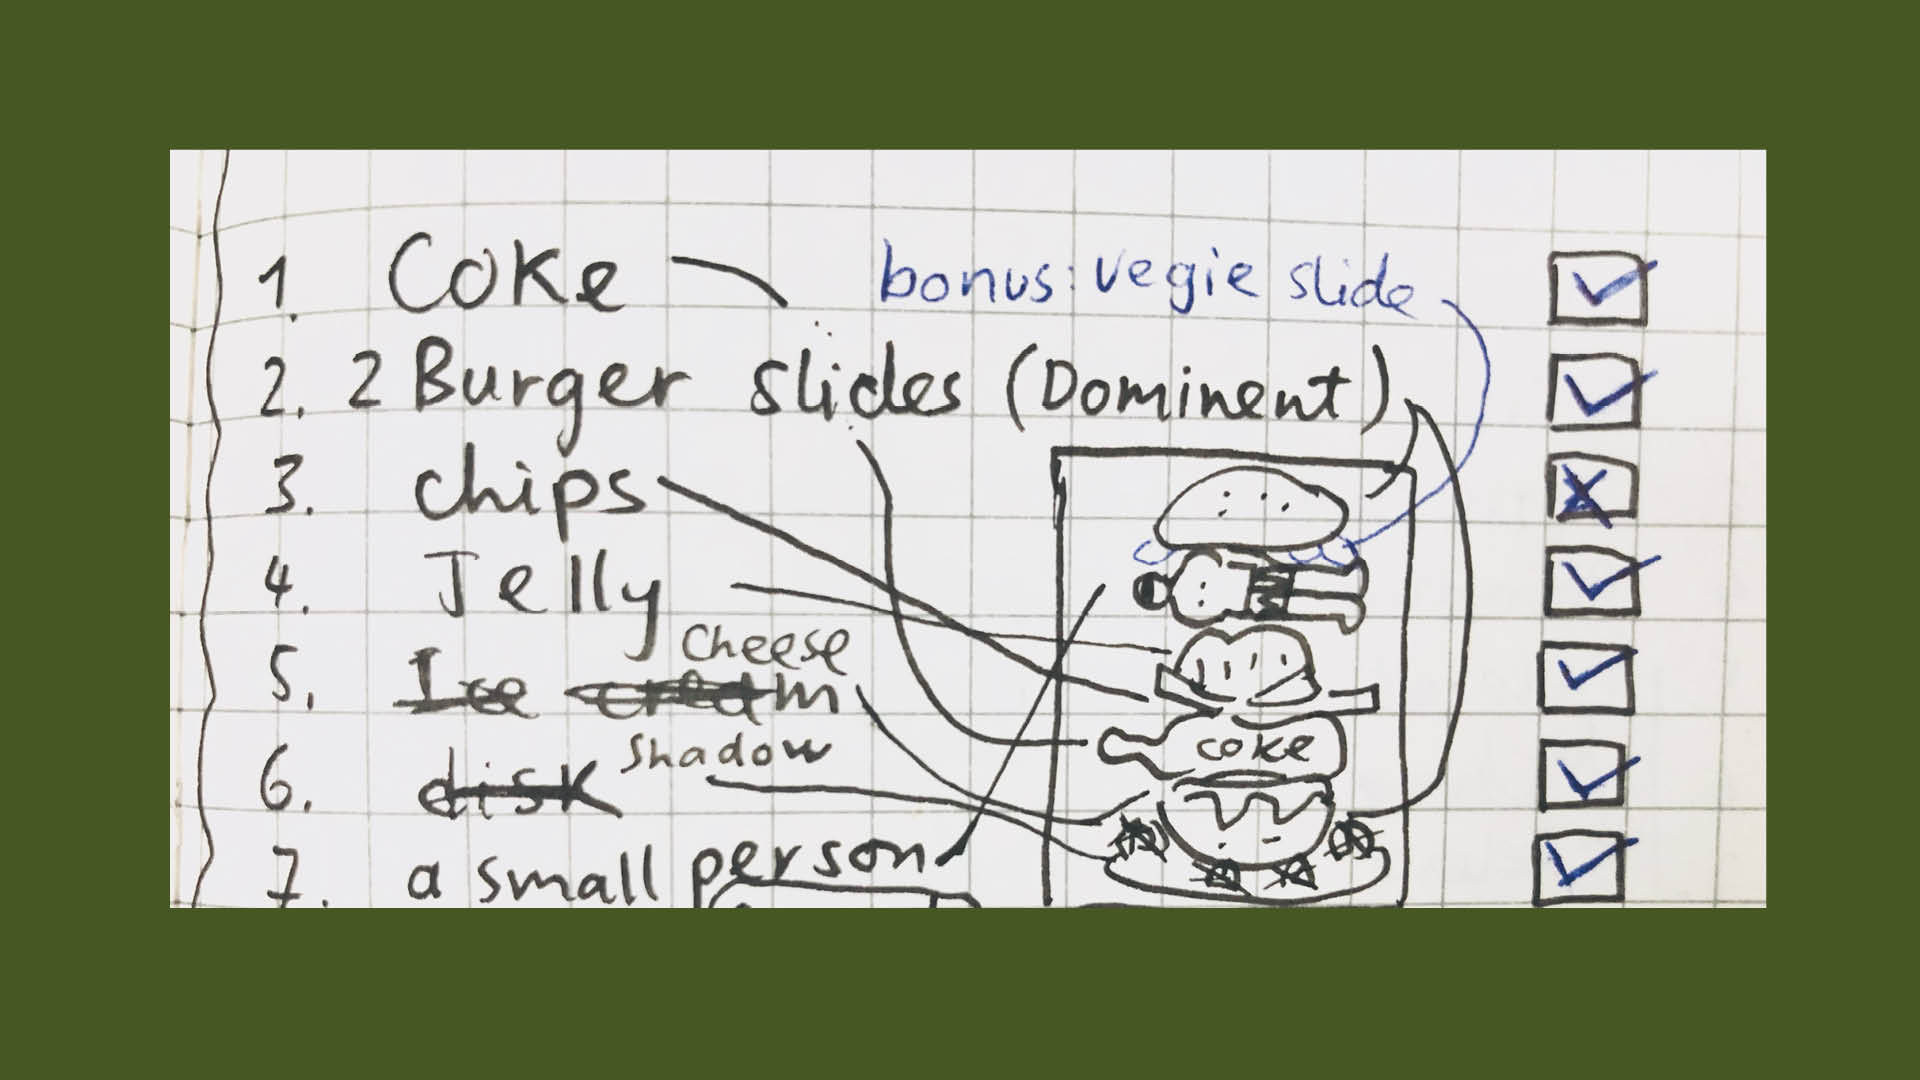 1. Coke
bonus: vegie slide
2. 2 Burger slides (Dominent)
3. chips
4. Jelly
Cheese
5. Ice cream
Shadow
6. disk
7. a small person
coke